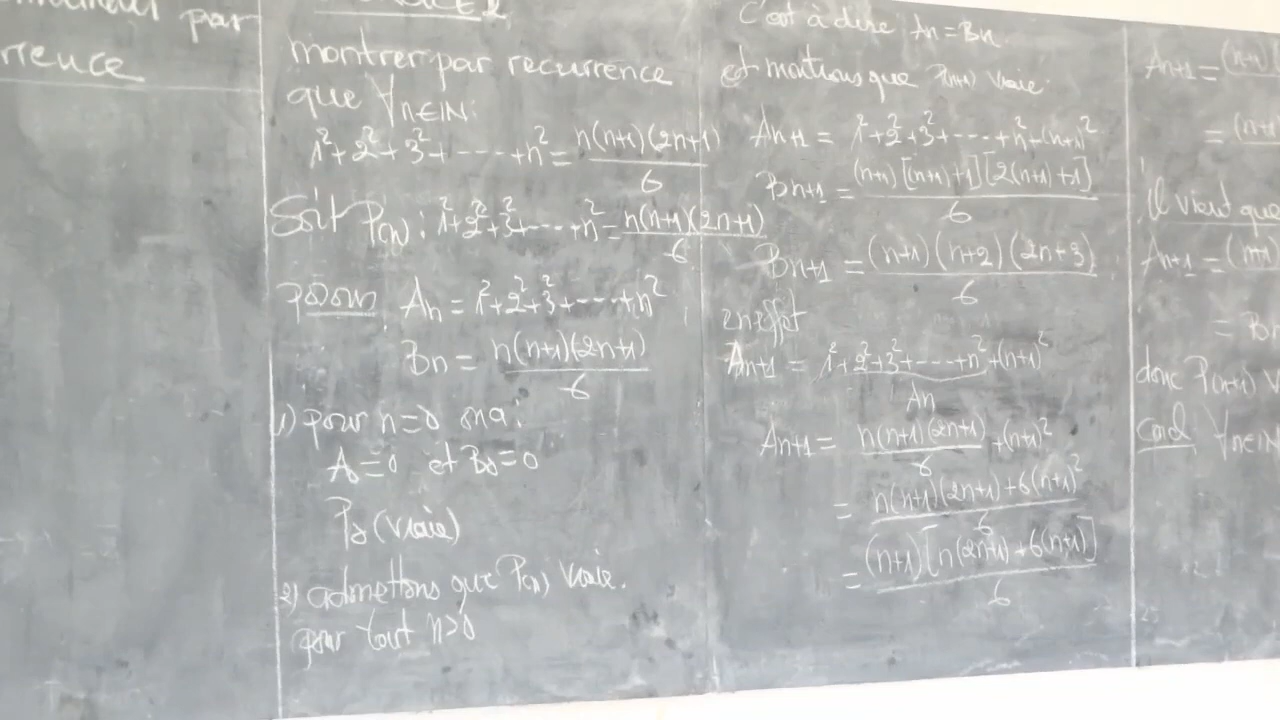 par
rrence
montrer par recurrence
que ∀n∈IN:
1²+2²+3²+----+n² = n(n+1)(2n+1)/6
Soit P(n): 1²+2²+3²+----+n² = n(n+1)(2n+1)/6
posons An = 1²+2²+3²+----+n²
Bn = n(n+1)(2n+1)/6
1) pour n=0 ona:
A0=0 et B0=0
P0 (vraie)
2) admettons que P(n) vraie.
pour tout n>0
C'est à dire An = Bn.
et montrons que P(n+1) vraie.
An+1 = 1²+2²+3²+----+n²+(n+1)²
Bn+1 = (n+1)[(n+1)+1][2(n+1)+1]/6
Bn+1 = (n+1)(n+2)(2n+3)/6
en effet
An+1 = 1²+2²+3²+----+n²+(n+1)²
An
An+1 = n(n+1)(2n+1)/6 + (n+1)²
= n(n+1)(2n+1)+6(n+1)²/6
= (n+1)[n(2n+1)+6(n+1)]/6
An+1 = (n+1)
= (n+1
Il vient que
An+1 = (n+1)
= B
donc P(n+1) v
Cond ∀n∈IN